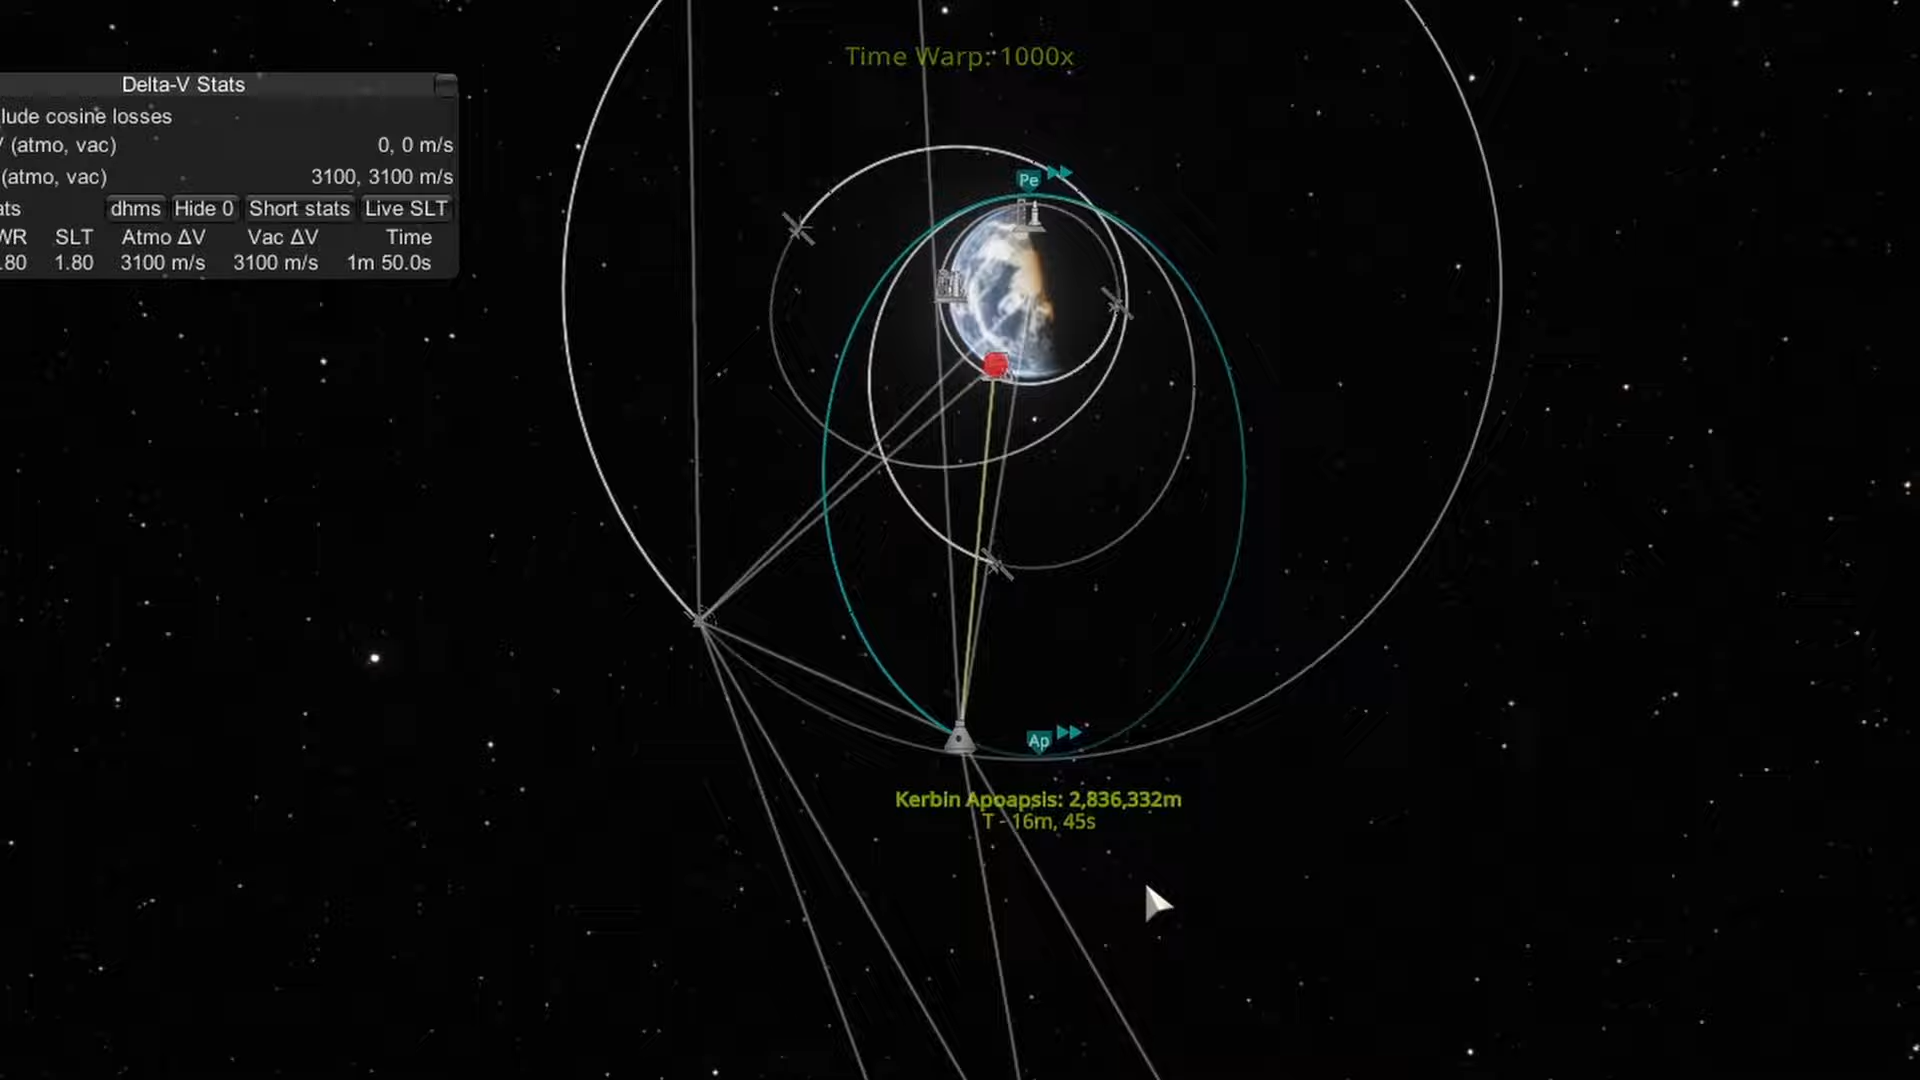 Time Warp: 1000x
Delta-V Stats
lude cosine losses
(atmo, vac) 0, 0 m/s
(atmo, vac) 3100, 3100 m/s
ats dhms Hide 0 Short stats Live SLT
WR SLT Atmo ΔV Vac ΔV Time
.80 1.80 3100 m/s 3100 m/s 1m 50.0s
Pe
Ap
Kerbin Apoapsis: 2,836,332m
T - 16m, 45s